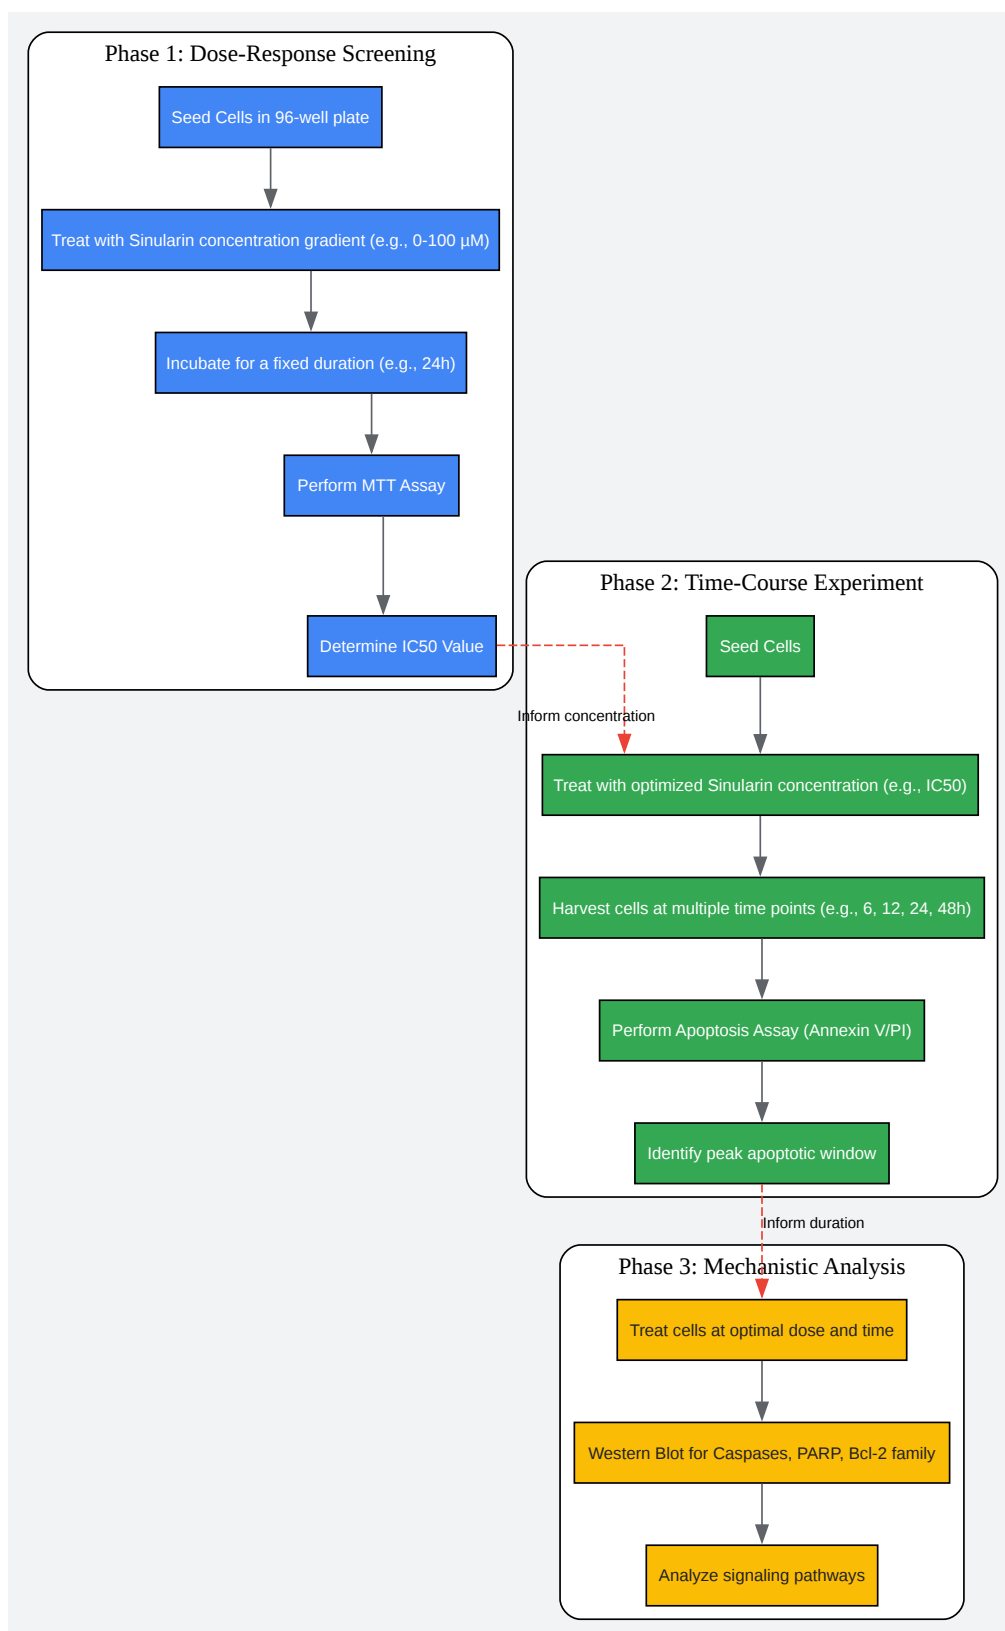 Phase 1: Dose-Response Screening
Seed Cells in 96-well plate
Treat with Sinularin concentration gradient (e.g., 0-100 µM)
Incubate for a fixed duration (e.g., 24h)
Perform MTT Assay
Determine IC50 Value
Inform concentration
Phase 2: Time-Course Experiment
Seed Cells
Treat with optimized Sinularin concentration (e.g., IC50)
Harvest cells at multiple time points (e.g., 6, 12, 24, 48h)
Perform Apoptosis Assay (Annexin V/PI)
Identify peak apoptotic window
Inform duration
Phase 3: Mechanistic Analysis
Treat cells at optimal dose and time
Western Blot for Caspases, PARP, Bcl-2 family
Analyze signaling pathways